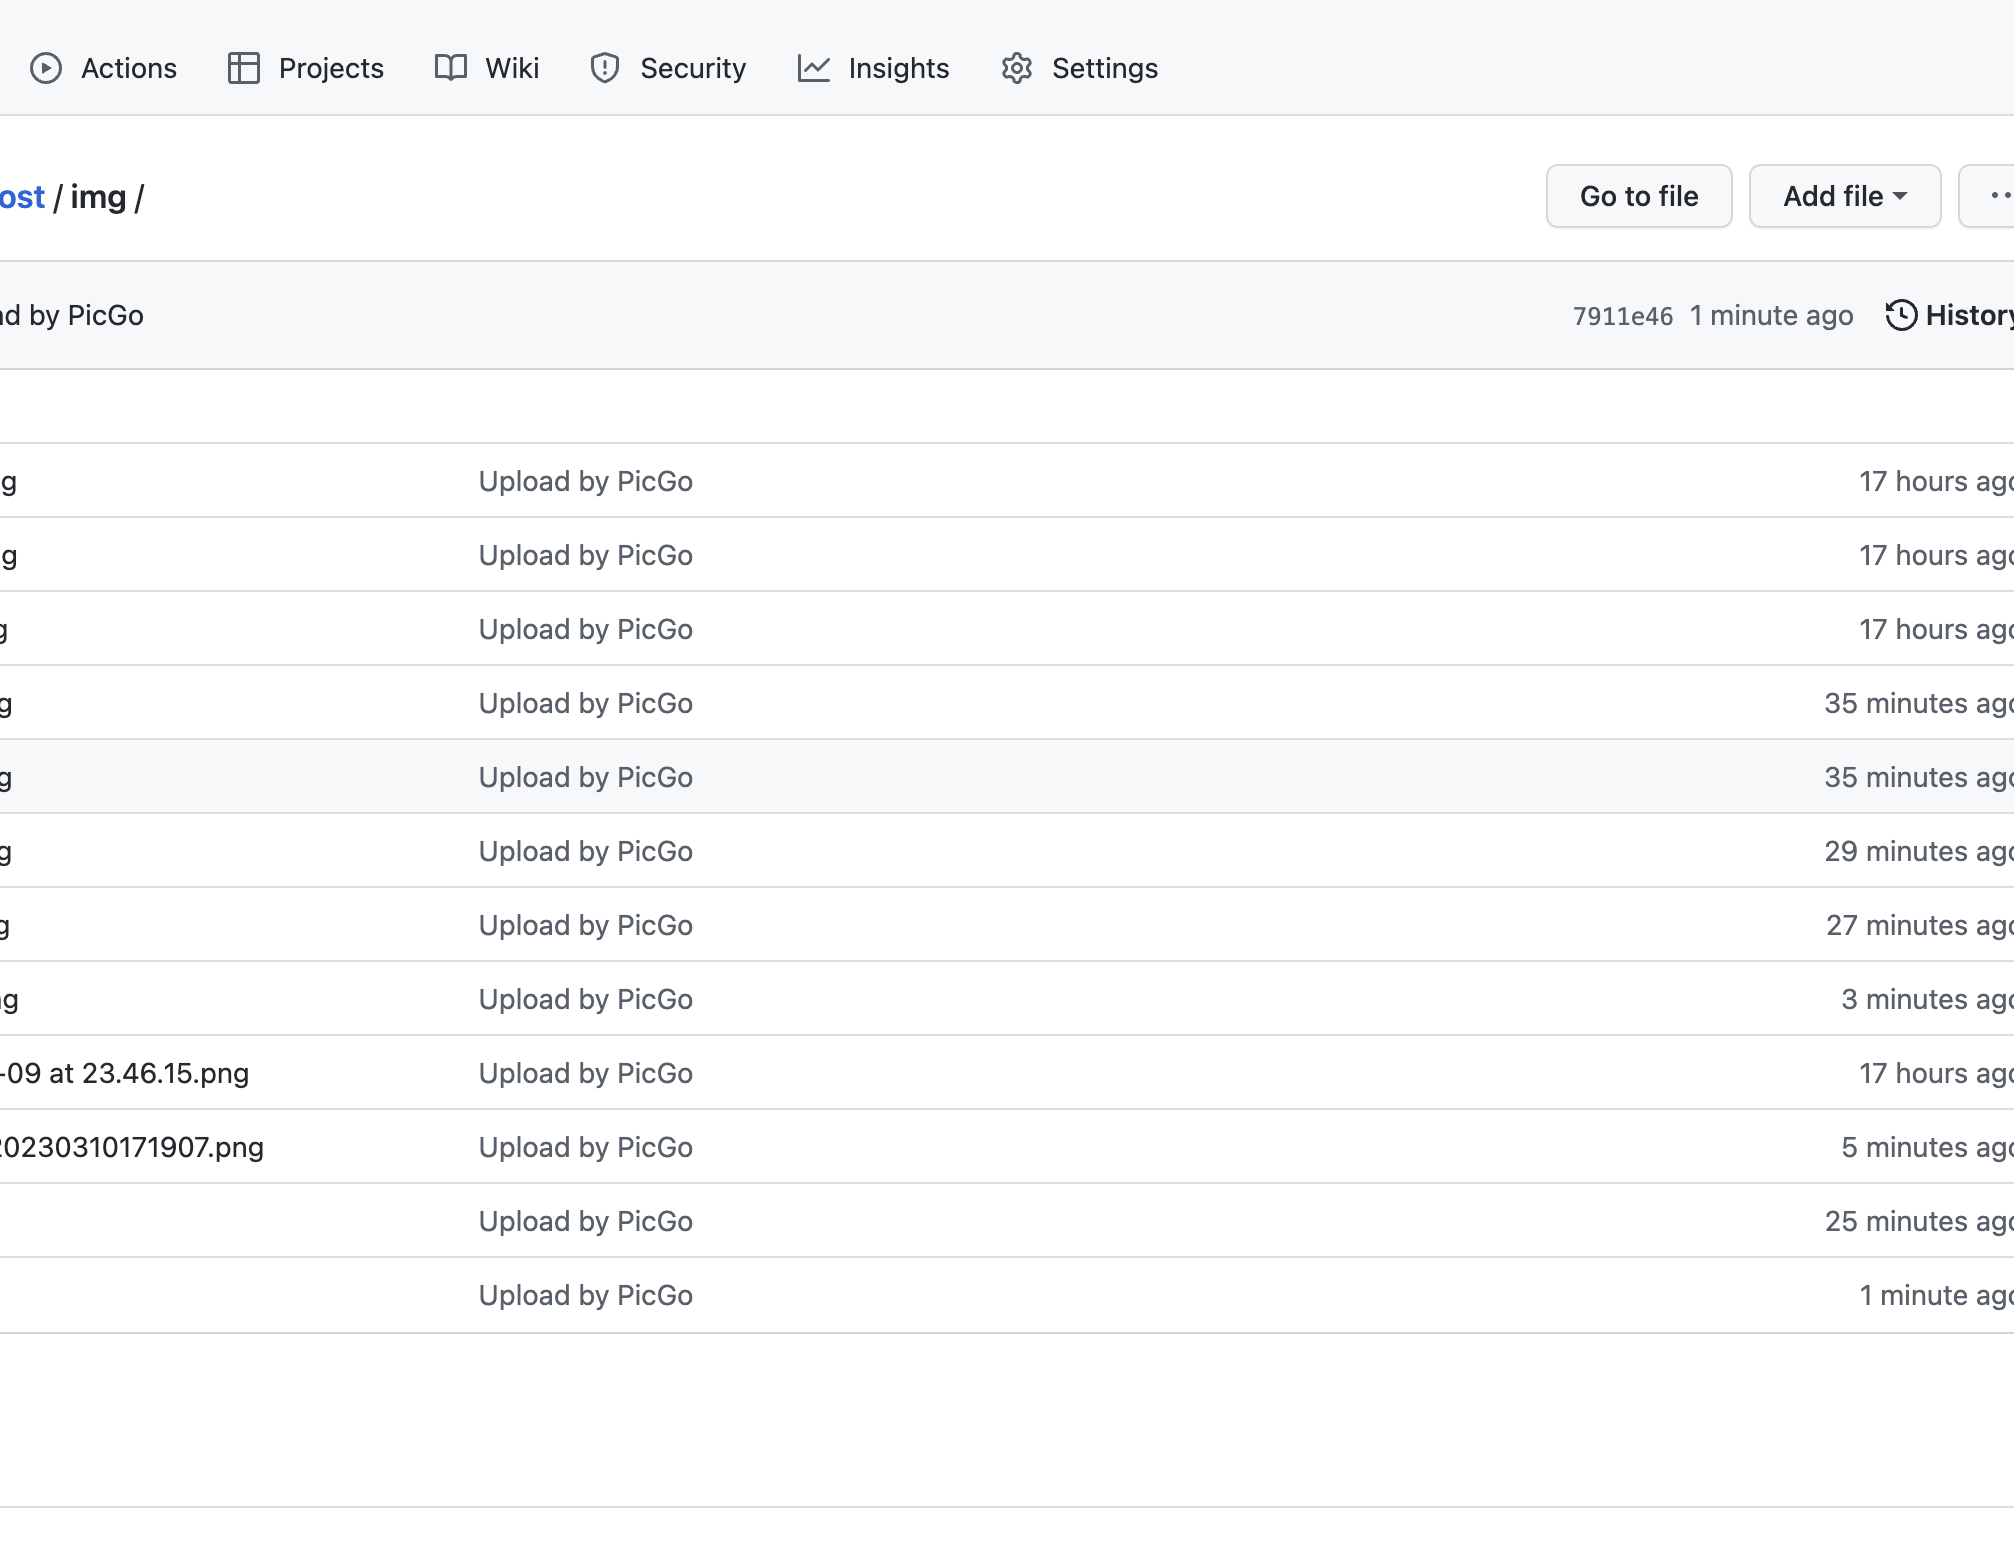 Actions Projects Wiki Security Insights Settings
ost / img / Go to file Add file
d by PicGo 7911e46 1 minute ago History
g Upload by PicGo 17 hours ago
g Upload by PicGo 17 hours ago
g Upload by PicGo 17 hours ago
g Upload by PicGo 35 minutes ago
g Upload by PicGo 35 minutes ago
g Upload by PicGo 29 minutes ago
g Upload by PicGo 27 minutes ago
g Upload by PicGo 3 minutes ago
-09 at 23.46.15.png Upload by PicGo 17 hours ago
20230310171907.png Upload by PicGo 5 minutes ago
Upload by PicGo 25 minutes ago
Upload by PicGo 1 minute ago